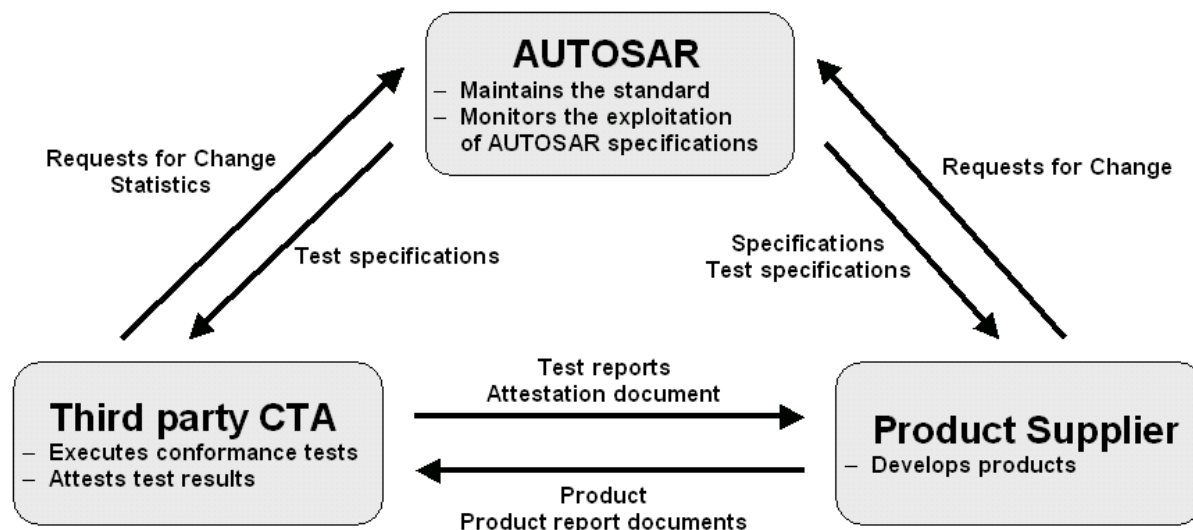 AUTOSAR
– Maintains the standard
– Monitors the exploitation
of AUTOSAR specifications
Requests for Change
Statistics
Requests for Change
Test specifications
Specifications
Test specifications
Test reports
Attestation document
Third party CTA
– Executes conformance tests
– Attests test results
Product Supplier
– Develops products
Product
Product report documents